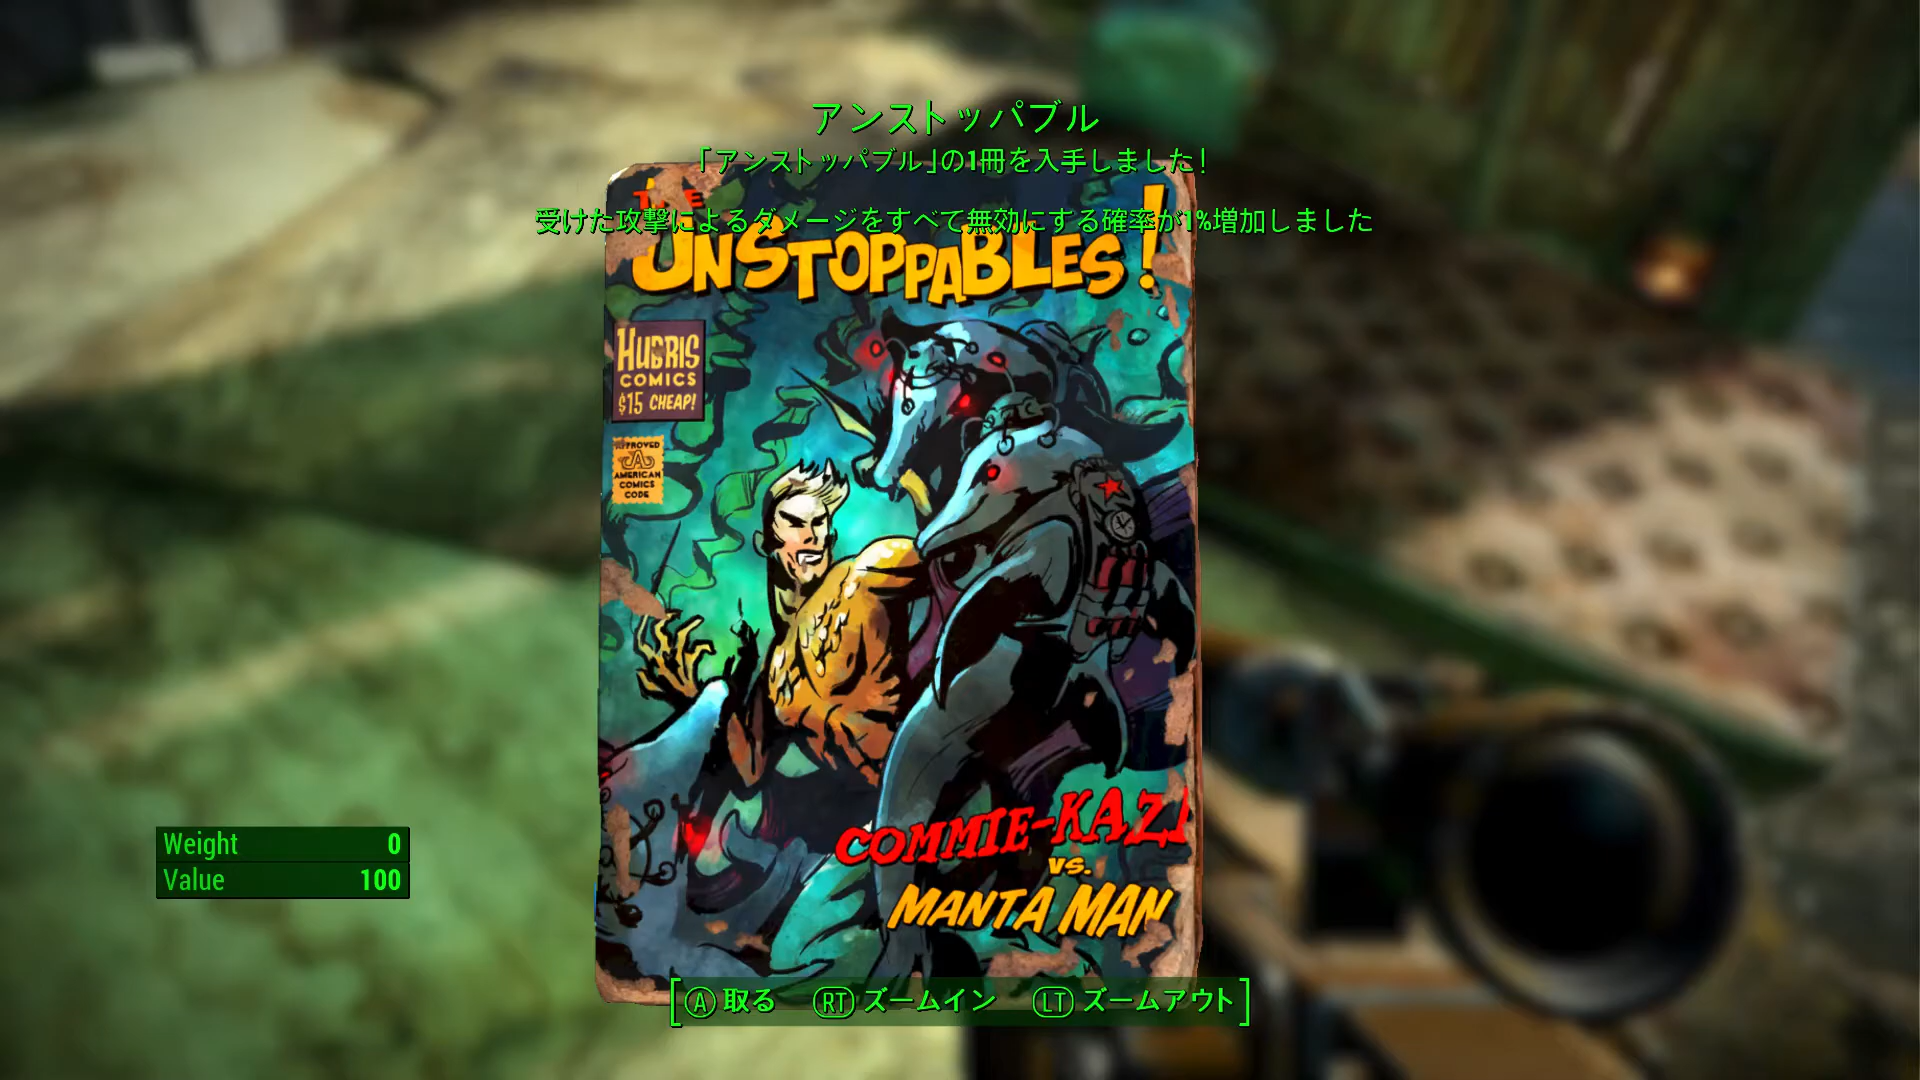 アンストッパブル
「アンストッパブル」の1冊を入手しました!
受けた攻撃によるダメージをすべて無効にする確率が1%増加しました
THE
UNSTOPPABLES!
HUBRIS
COMICS
$15 CHEAP!
APPROVED
A
AMERICAN
COMICS
CODE
COMMIE-KAZI
VS.
MANTA MAN
Weight 0
Value 100
[Ⓐ 取る RT ズームイン LT ズームアウト]